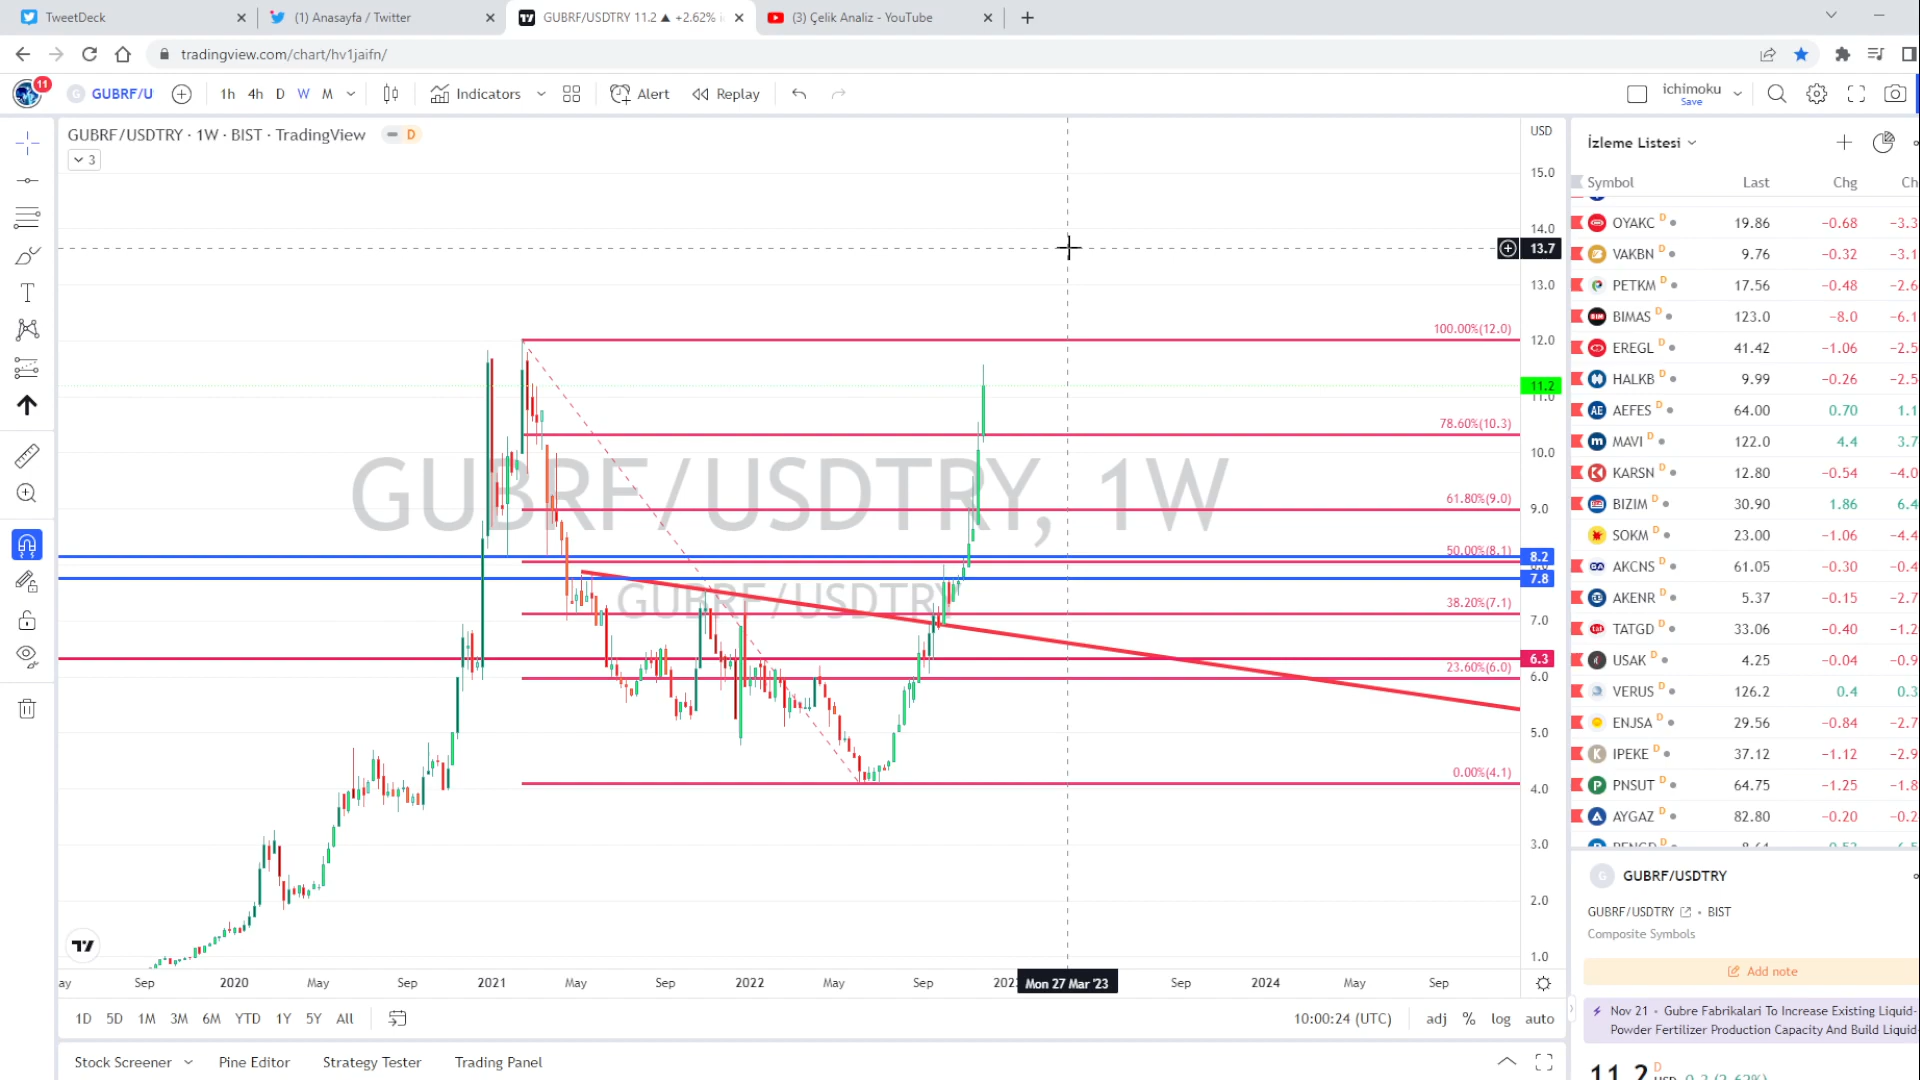 TweetDeck
(1) Anasayfa / Twitter
GUBRF/USDTRY 11.2 ▲ +2.62%
(3) Çelik Analiz - YouTube
tradingview.com/chart/hv1jaifn/
11
GUBRF/U
1h 4h D W M
Indicators
Alert
Replay
ichimoku
Save
GUBRF/USDTRY · 1W · BIST · TradingView
D
3
GUBRF/USDTRY, 1W
GUBRF/USDTRY
100.00%(12.0)
78.60%(10.3)
61.80%(9.0)
50.00%(8.1)
38.20%(7.1)
23.60%(6.0)
0.00%(4.1)
USD
15.0
14.0
13.7
13.0
12.0
11.2
11.0
10.0
9.0
8.2
7.8
7.0
6.3
6.0
5.0
4.0
3.0
2.0
1.0
Sep 2020 May Sep 2021 May Sep 2022 May Sep Mon 27 Mar '23 Sep 2024 May Sep
1D 5D 1M 3M 6M YTD 1Y 5Y All
10:00:24 (UTC)
adj % log auto
Stock Screener
Pine Editor
Strategy Tester
Trading Panel
İzleme Listesi
Symbol Last Chg
OYAKC D 19.86 −0.68
VAKBN D 9.76 −0.32
PETKM D 17.56 −0.48
BIMAS D 123.0 −8.0
EREGL D 41.42 −1.06
HALKB D 9.99 −0.26
AEFES D 64.00 0.70
MAVI D 122.0 4.4
KARSN D 12.80 −0.54
BIZIM D 30.90 1.86
SOKM D 23.00 −1.06
AKCNS D 61.05 −0.30
AKENR D 5.37 −0.15
TATGD D 33.06 −0.40
USAK D 4.25 −0.04
VERUS D 126.2 0.4
ENJSA D 29.56 −0.84
IPEKE D 37.12 −1.12
PNSUT D 64.75 −1.25
AYGAZ D 82.80 −0.20
GUBRF/USDTRY
GUBRF/USDTRY • BIST
Composite Symbols
Add note
Nov 21 • Gubre Fabrikalari To Increase Existing Liquid-
Powder Fertilizer Production Capacity And Build Liquid-
11.2 D